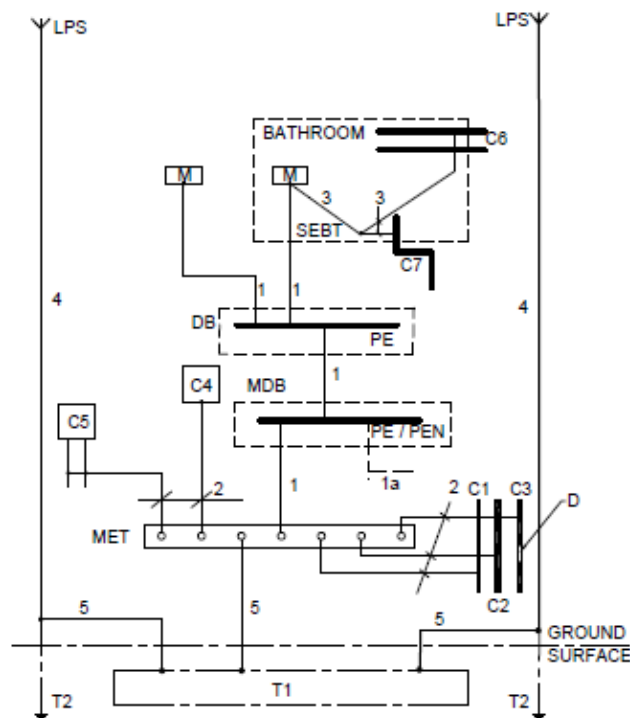 LPS
LPS
BATHROOM
C6
M
M
3
3
SEBT
C7
4
4
1
1
DB
PE
1
C4
MDB
C5
PE / PEN
1
1a
2
2
C1
C3
D
MET
C2
5
5
5
GROUND
SURFACE
T1
T2
T2